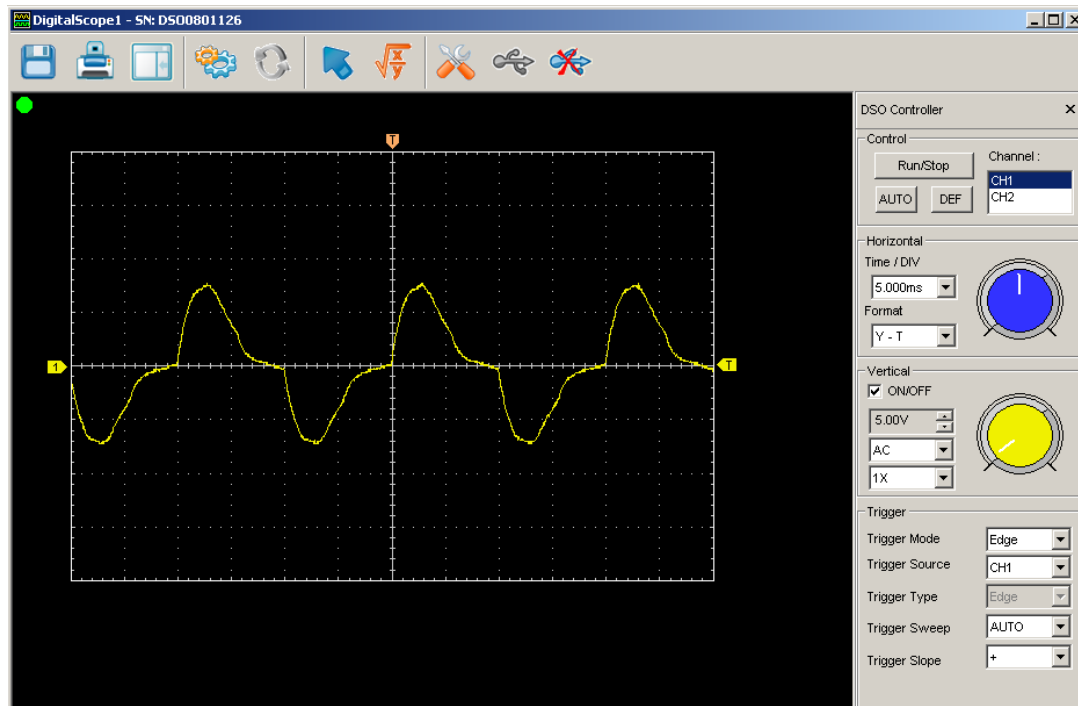 DigitalScope1 - SN: DSO0801126
√x/y
T
1
T
DSO Controller
Control
Run/Stop
Channel :
CH1
CH2
AUTO
DEF
Horizontal
Time / DIV
5.000ms
Format
Y - T
Vertical
ON/OFF
5.00V
AC
1X
Trigger
Trigger Mode
Edge
Trigger Source
CH1
Trigger Type
Edge
Trigger Sweep
AUTO
Trigger Slope
+